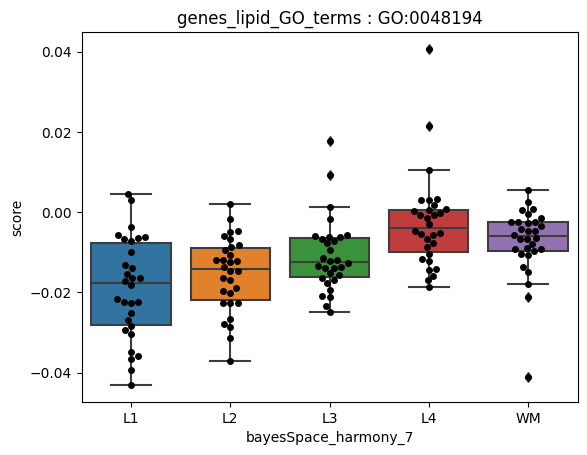 genes_lipid_GO_terms : GO:0048194
0.04
0.02
0.00
−0.02
−0.04
score
L1 L2 L3 L4 WM
bayesSpace_harmony_7